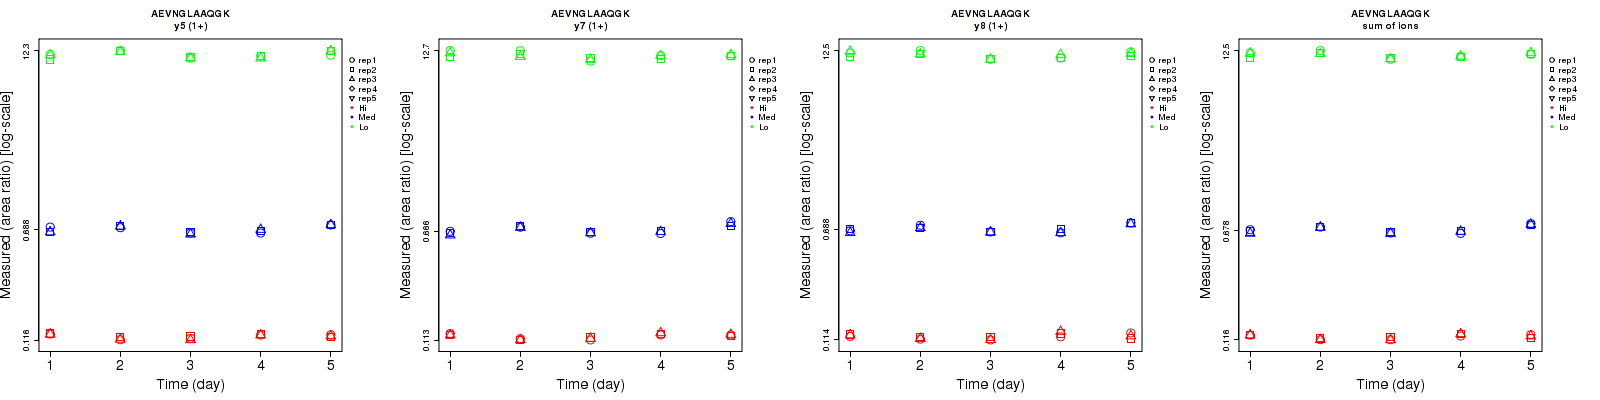 AEVNGLAAQGK
y5 (1+)
Measured (area ratio) [log-scale]
12.3
0.688
0.116
1 2 3 4 5
Time (day)
rep1
rep2
rep3
rep4
rep5
Hi
Med
Lo
AEVNGLAAQGK
y7 (1+)
Measured (area ratio) [log-scale]
12.7
0.666
0.113
1 2 3 4 5
Time (day)
rep1
rep2
rep3
rep4
rep5
Hi
Med
Lo
AEVNGLAAQGK
y8 (1+)
Measured (area ratio) [log-scale]
12.5
0.688
0.114
1 2 3 4 5
Time (day)
rep1
rep2
rep3
rep4
rep5
Hi
Med
Lo
AEVNGLAAQGK
sum of ions
Measured (area ratio) [log-scale]
12.5
0.678
0.116
1 2 3 4 5
Time (day)
rep1
rep2
rep3
rep4
rep5
Hi
Med
Lo